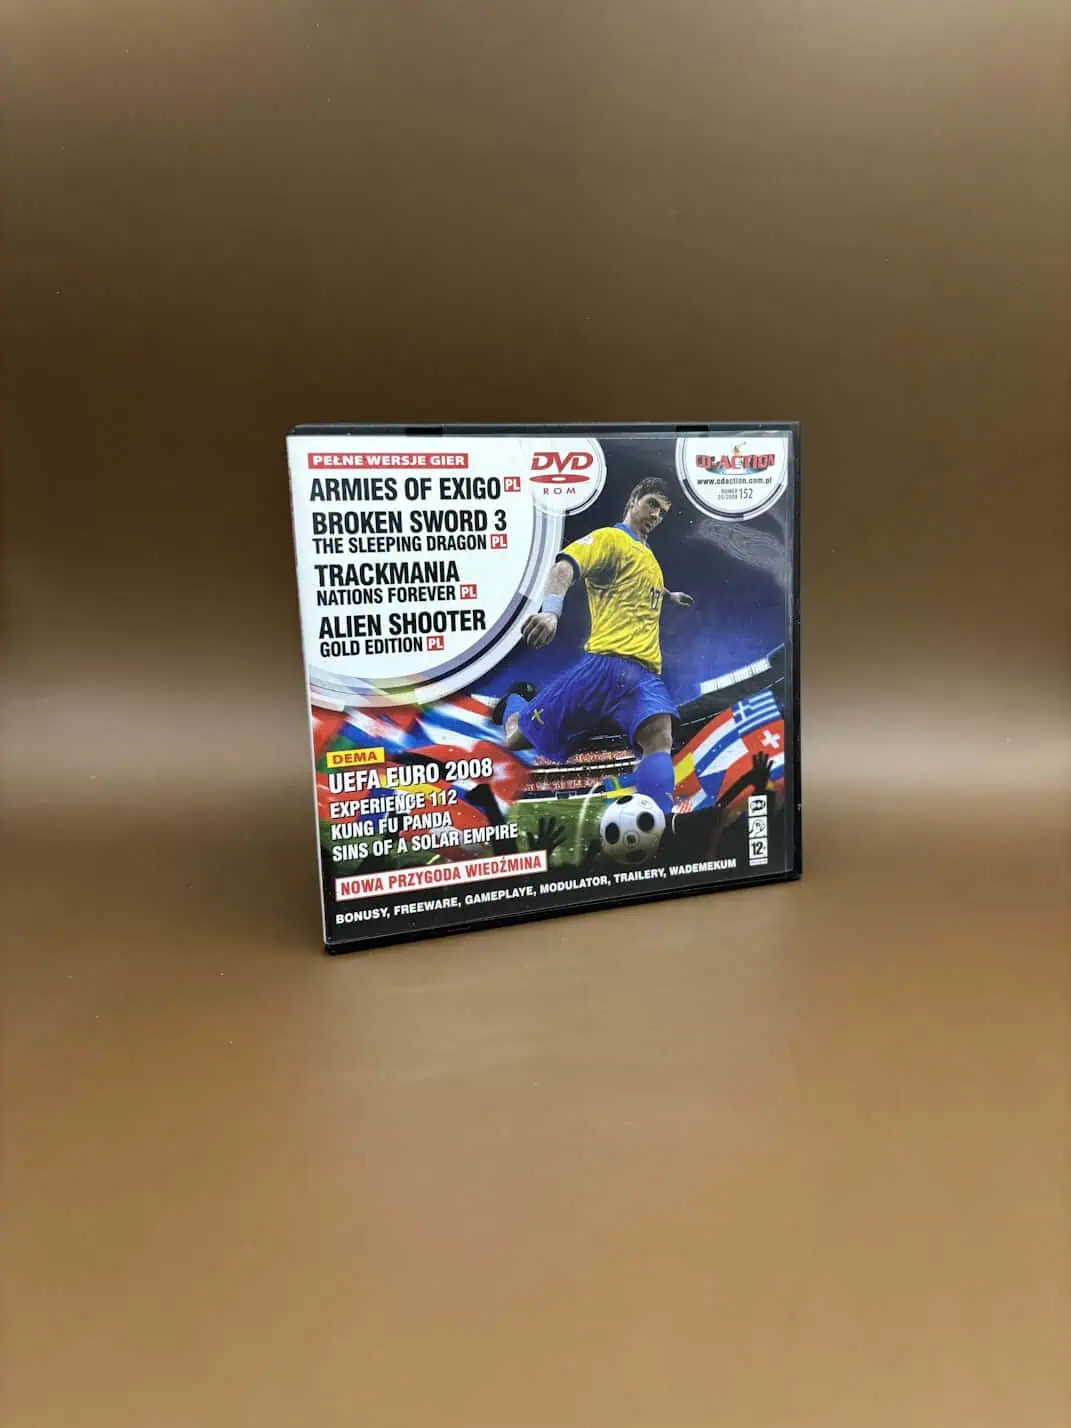 PEŁNE WERSJE GIER
ARMIES OF EXIGO PL
BROKEN SWORD 3
THE SLEEPING DRAGON PL
TRACKMANIA
NATIONS FOREVER PL
ALIEN SHOOTER
GOLD EDITION PL
DVD
ROM
CD-ACTION
www.cdaction.com.pl
NUMER 152
17
DEMA
UEFA EURO 2008
EXPERIENCE 112
KUNG FU PANDA
SINS OF A SOLAR EMPIRE
NOWA PRZYGODA WIEDŹMINA
BONUSY, FREEWARE, GAMEPLAYE, MODULATOR, TRAILERY, WADEMEKUM
12